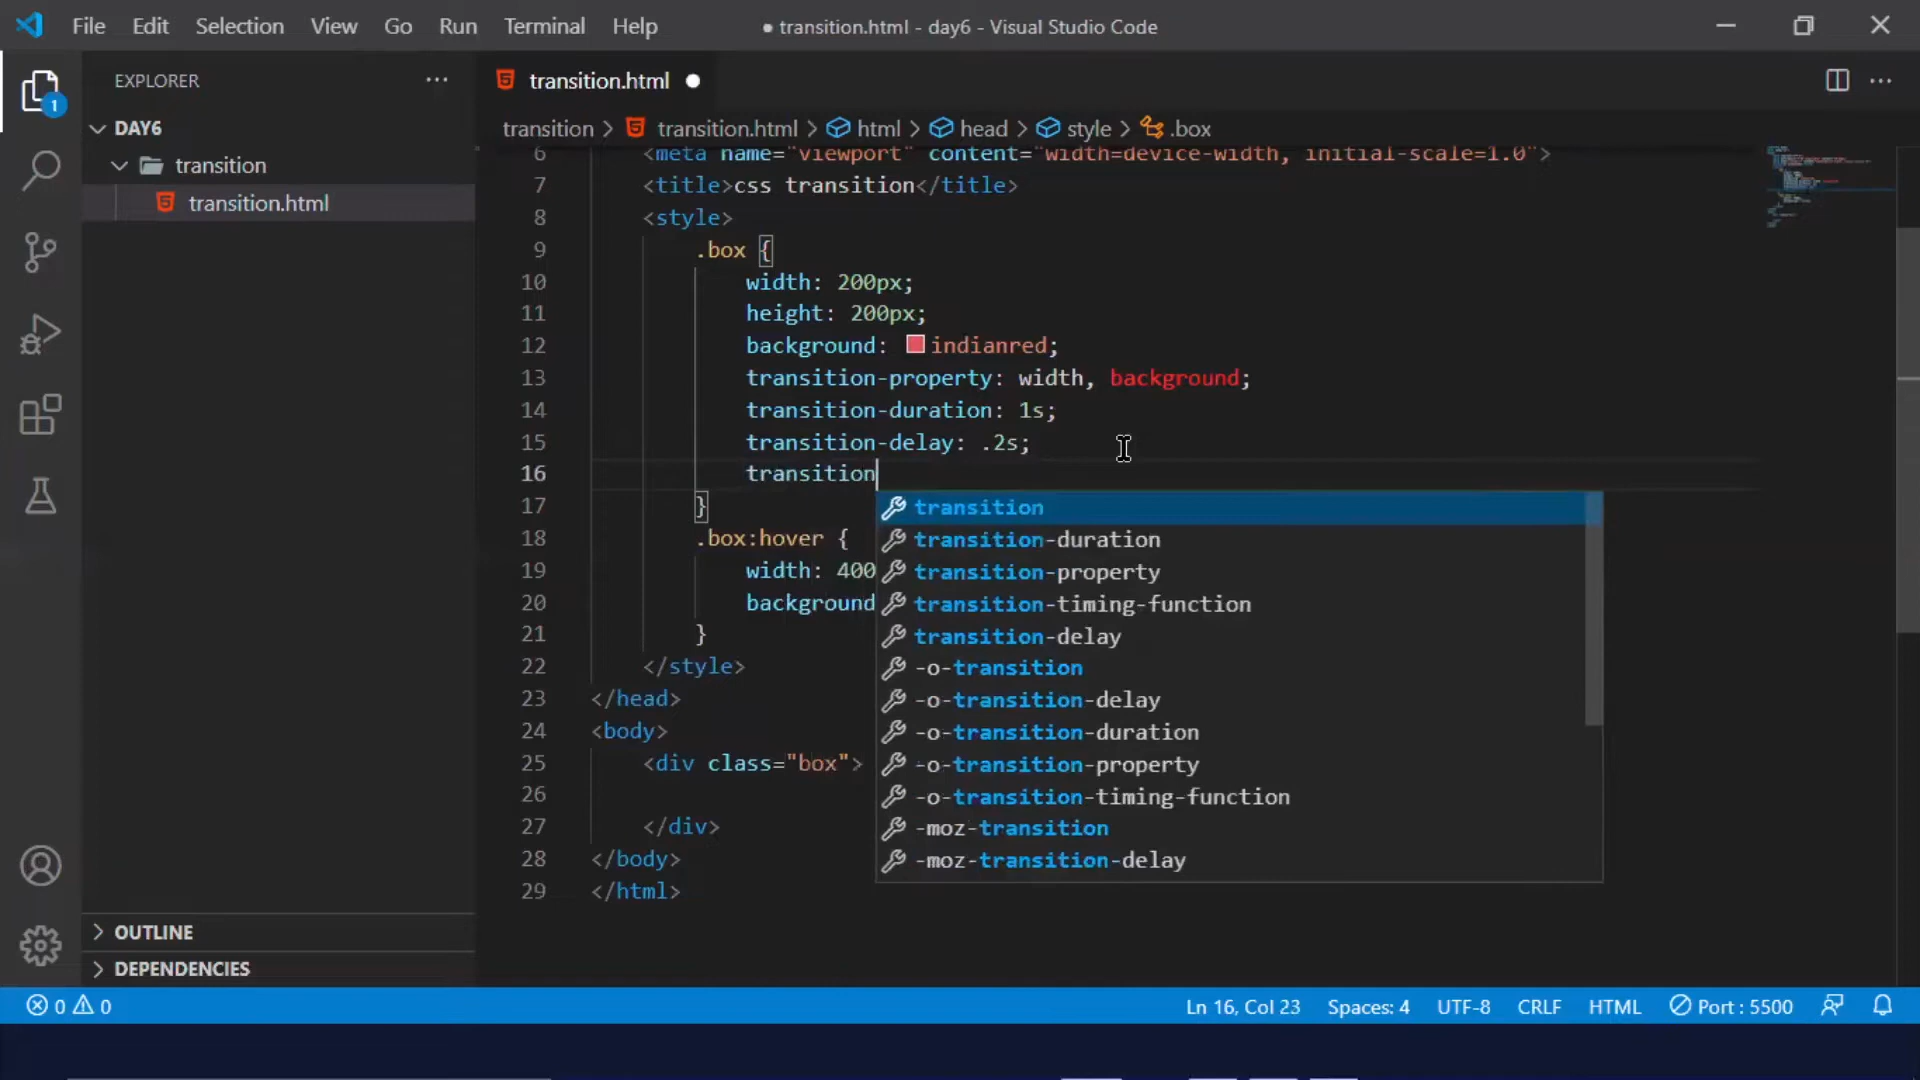 File Edit Selection View Go Run Terminal Help ● transition.html - day6 - Visual Studio Code
EXPLORER ···
DAY6
transition
transition.html
1
transition.html ●
transition > transition.html > html > head > style > .box
6 <meta name="viewport" content="width=device-width, initial-scale=1.0">
7 <title>css transition</title>
8 <style>
9 .box {
10 width: 200px;
11 height: 200px;
12 background: indianred;
13 transition-property: width, background;
14 transition-duration: 1s;
15 transition-delay: .2s;
16 transition
17 }
18 .box:hover {
19 width: 400
20 background
21 }
22 </style>
23 </head>
24 <body>
25 <div class="box">
26
27 </div>
28 </body>
29 </html>
transition
transition-duration
transition-property
transition-timing-function
transition-delay
-o-transition
-o-transition-delay
-o-transition-duration
-o-transition-property
-o-transition-timing-function
-moz-transition
-moz-transition-delay
OUTLINE
DEPENDENCIES
0 0 Ln 16, Col 23 Spaces: 4 UTF-8 CRLF HTML Port : 5500